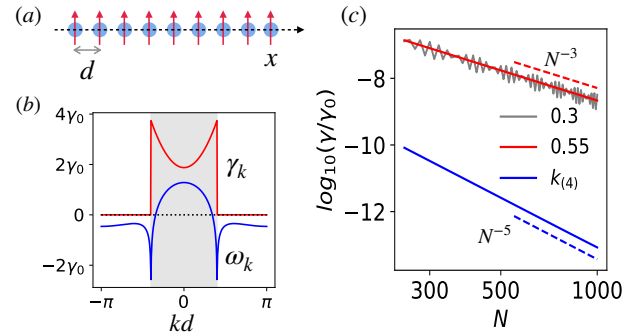 (a)
d
x
(b)
4γ₀
2γ₀
0
−2γ₀
γₖ
ωₖ
−π
0
π
kd
(c)
log₁₀(γ/γ₀)
−8
−10
−12
N⁻³
0.3
0.55
k₍₄₎
N⁻⁵
300
500
1000
N